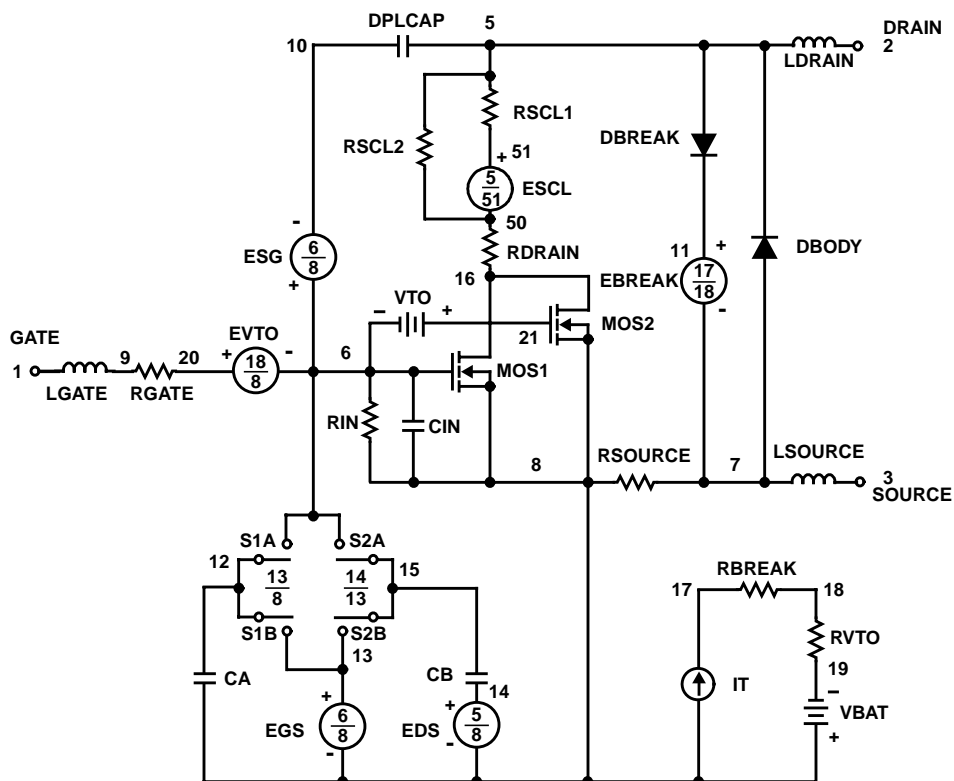 DPLCAP
5
DRAIN
10
2
LDRAIN
RSCL1
RSCL2
DBREAK
+ 51
5
51
ESCL
50
-
ESG
6
8
+
RDRAIN
11
+
DBODY
16
EBREAK
17
18
-
VTO
- +
MOS2
21
GATE
EVTO
1
9
20
+
18
8
-
6
MOS1
LGATE
RGATE
RIN
CIN
LSOURCE
8
RSOURCE
7
3
SOURCE
S1A
S2A
12
15
13
8
14
13
RBREAK
17
18
S1B
S2B
13
RVTO
CA
CB
14
19
IT
-
VBAT
+
+
EGS
6
8
-
+
EDS
5
8
-